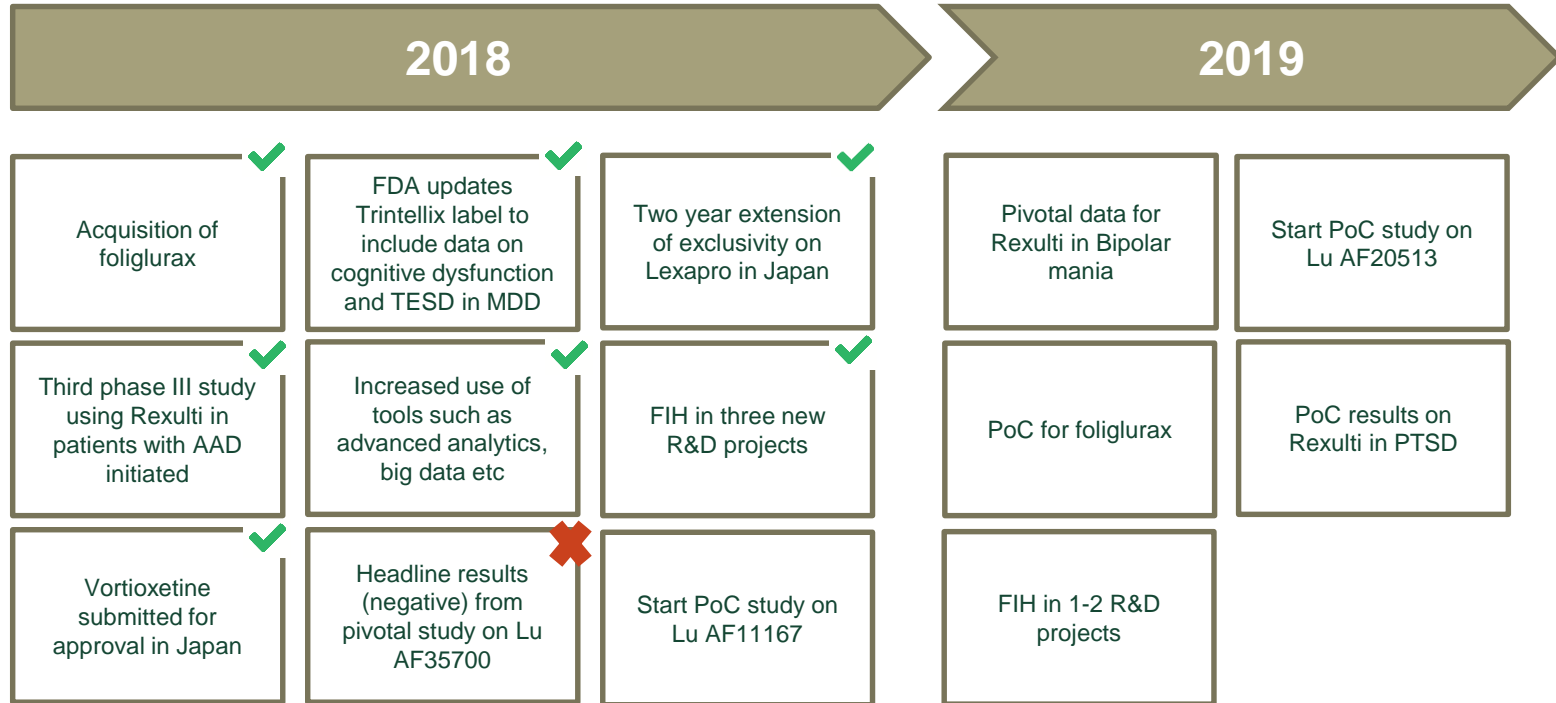 2018
2019
Acquisition of
foliglurax
FDA updates
Trintellix label to
include data on
cognitive dysfunction
and TESD in MDD
Two year extension
of exclusivity on
Lexapro in Japan
Pivotal data for
Rexulti in Bipolar
mania
Start PoC study on
Lu AF20513
Third phase III study
using Rexulti in
patients with AAD
initiated
Increased use of
tools such as
advanced analytics,
big data etc
FIH in three new
R&D projects
PoC for foliglurax
PoC results on
Rexulti in PTSD
Vortioxetine
submitted for
approval in Japan
Headline results
(negative) from
pivotal study on Lu
AF35700
Start PoC study on
Lu AF11167
FIH in 1-2 R&D
projects